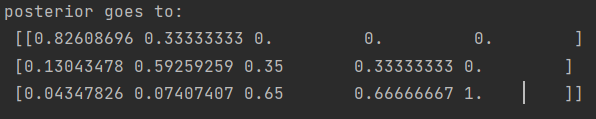 posterior goes to:
[[0.82608696 0.33333333 0. 0. 0. ]
[0.13043478 0.59259259 0.35 0.33333333 0. ]
[0.04347826 0.07407407 0.65 0.66666667 1. ]]